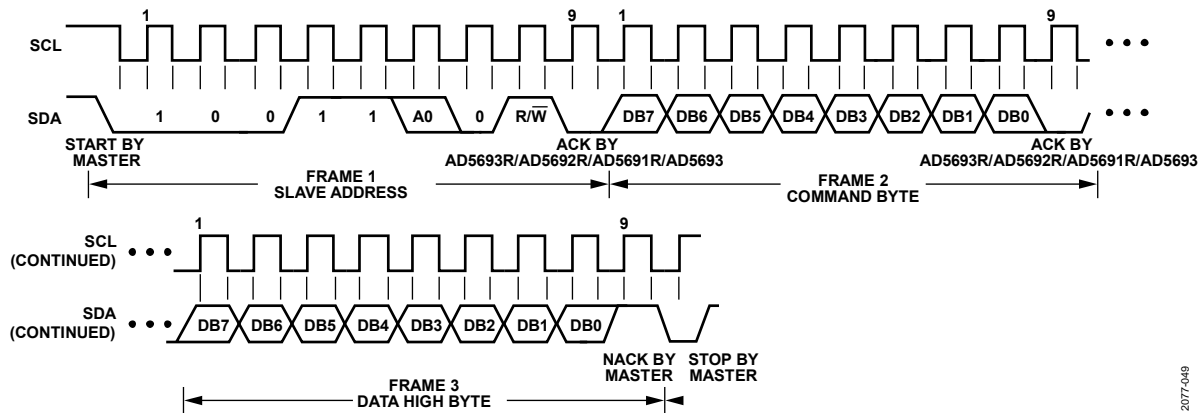 1 9 1 9
SCL
SDA 1 0 0 1 1 A0 0 R/W̅ DB7 DB6 DB5 DB4 DB3 DB2 DB1 DB0
START BY
MASTER
ACK BY
AD5693R/AD5692R/AD5691R/AD5693
ACK BY
AD5693R/AD5692R/AD5691R/AD5693
FRAME 1
SLAVE ADDRESS
FRAME 2
COMMAND BYTE
1 9
SCL
(CONTINUED)
SDA
(CONTINUED)
DB7 DB6 DB5 DB4 DB3 DB2 DB1 DB0
NACK BY
MASTER
STOP BY
MASTER
FRAME 3
DATA HIGH BYTE
2077-049